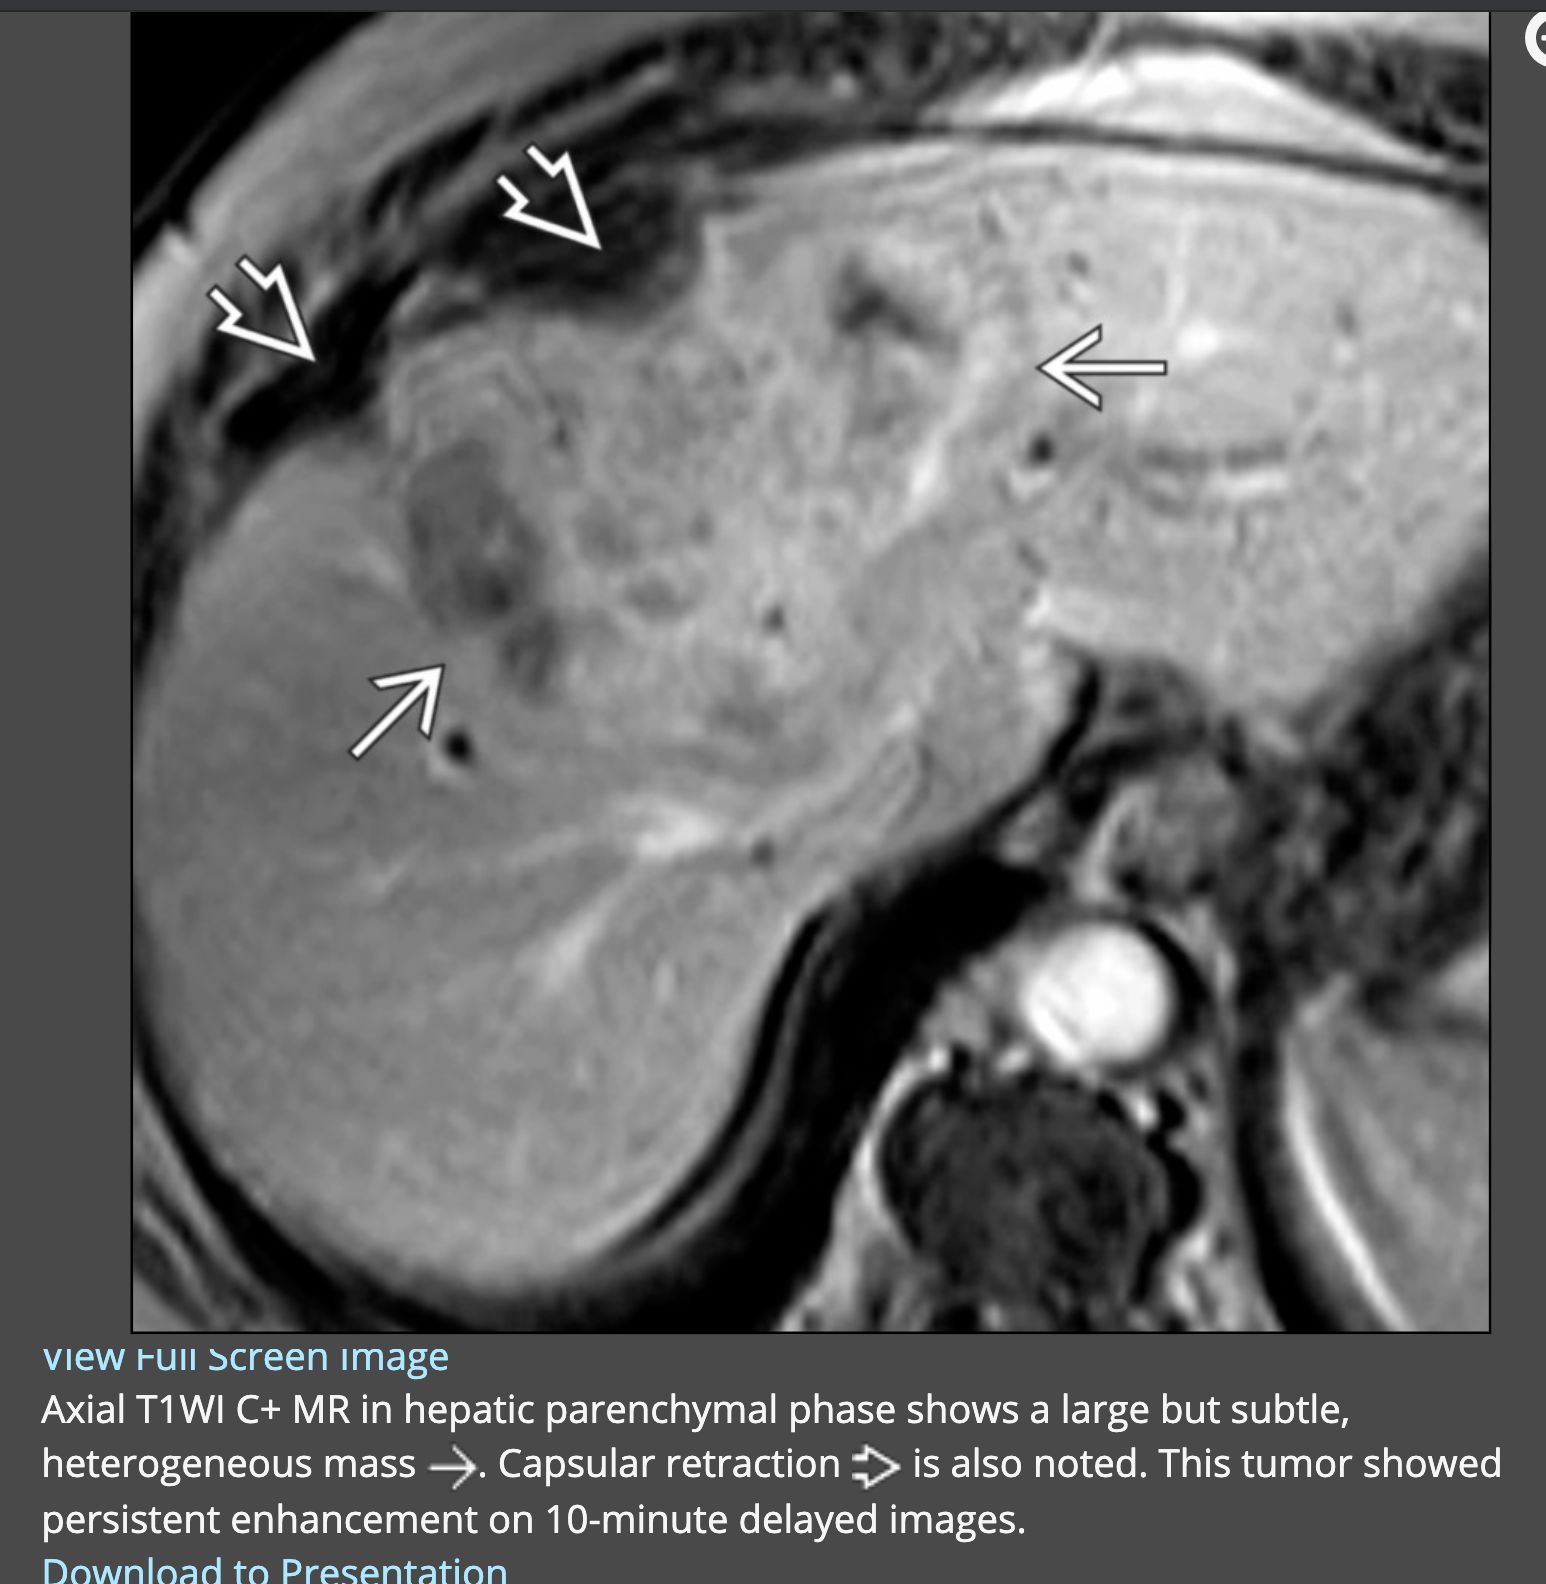 View Full Screen Image
Axial T1WI C+ MR in hepatic parenchymal phase shows a large but subtle,
heterogeneous mass →. Capsular retraction ⇨ is also noted. This tumor showed
persistent enhancement on 10-minute delayed images.
Download to Presentation